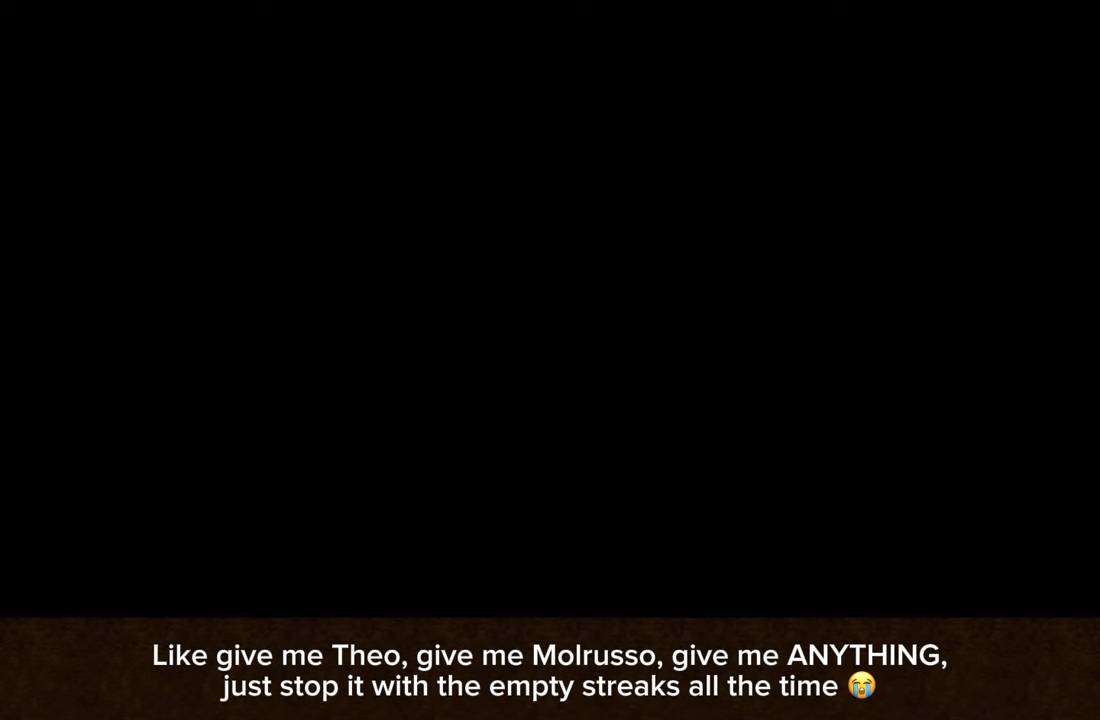 Like give me Theo, give me Molrusso, give me ANYTHING,
just stop it with the empty streaks all the time 😭